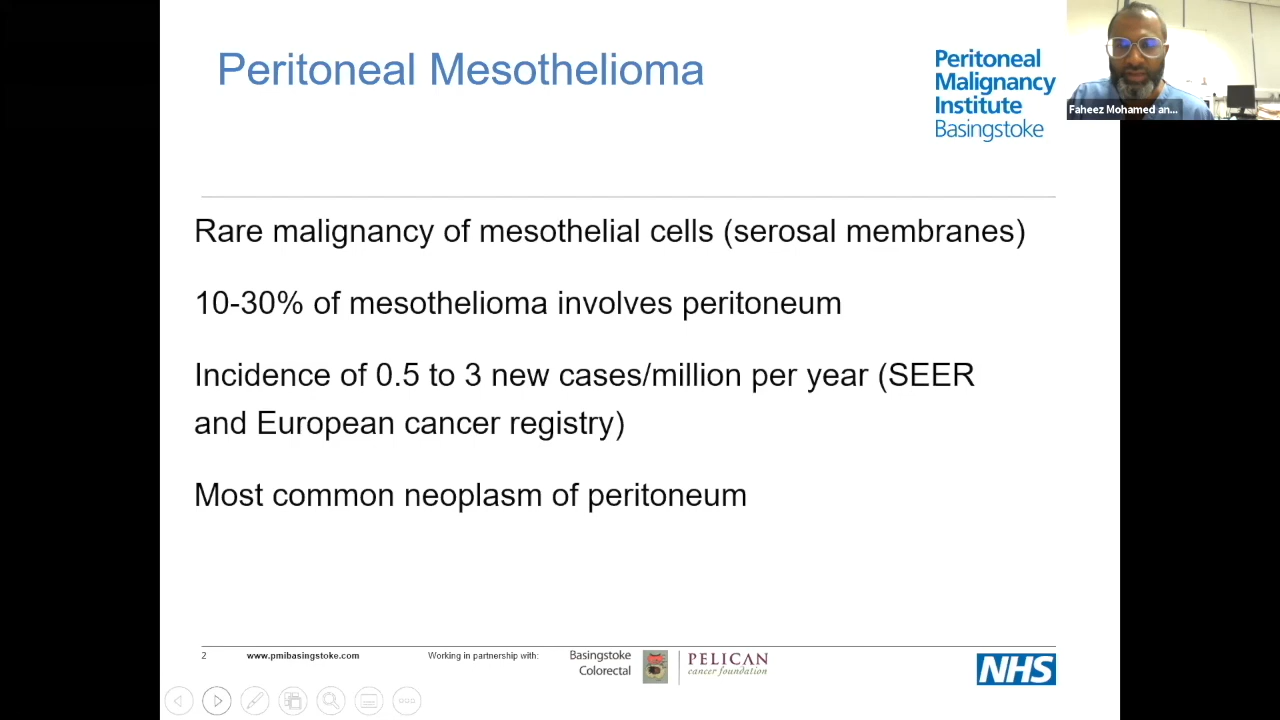 Peritoneal Mesothelioma
Peritoneal
Malignancy
Institute
Basingstoke
Faheez Mohamed an...
Rare malignancy of mesothelial cells (serosal membranes)
10-30% of mesothelioma involves peritoneum
Incidence of 0.5 to 3 new cases/million per year (SEER
and European cancer registry)
Most common neoplasm of peritoneum
2
www.pmibasingstoke.com
Working in partnership with:
Basingstoke
Colorectal
PELICAN
cancer foundation
NHS